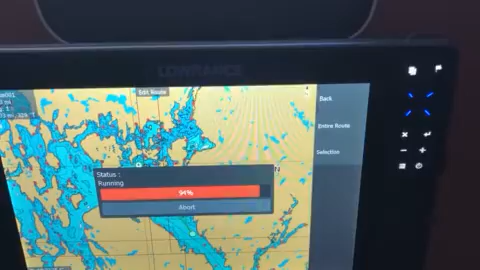 LOWRANCE
Edit Route
Back
Entire Route
Selection
Status :
Running
94%
Abort
N